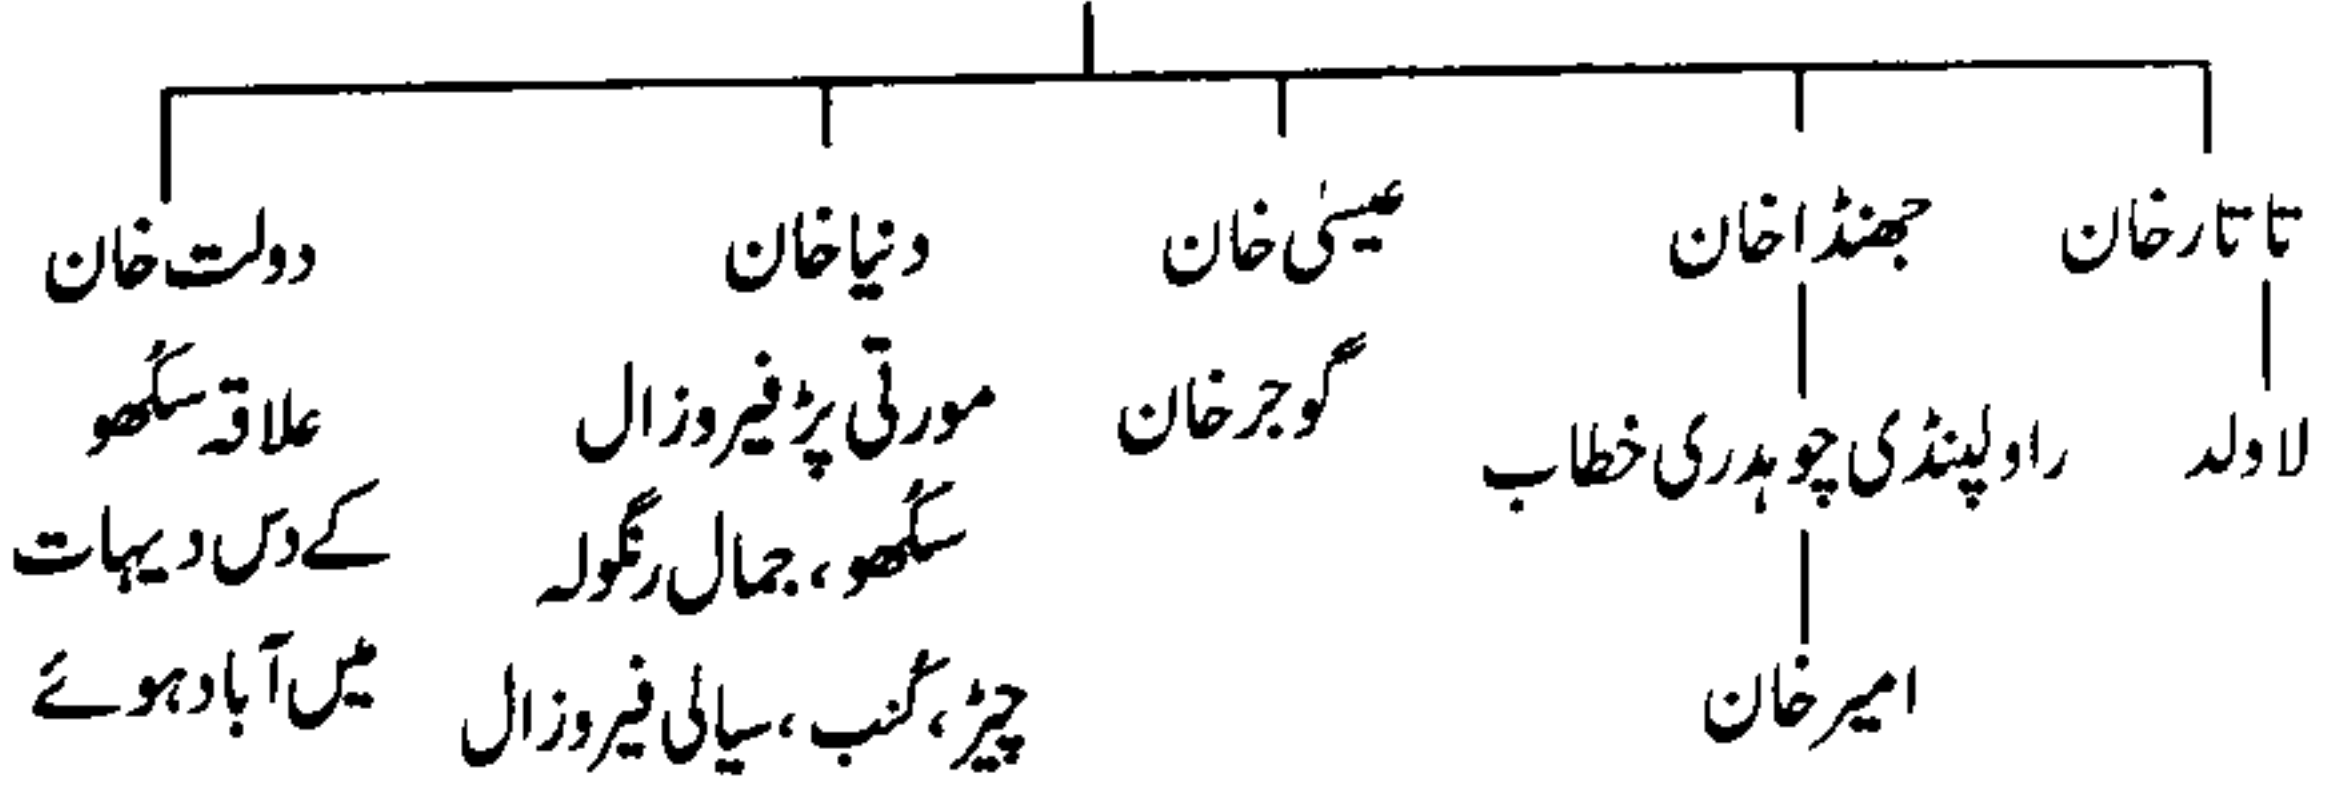 تاتار خان
لاولد
جھنڈا خان
راولپنڈی چوہدری خطاب
امیر خان
عیسیٰ خان
گوجر خان
دنیا خان
مورتی پڑ فیروزال
سگھو، جمال رنگولہ
چپڑ، گنب، سیالی فیروزال
دولت خان
علاقہ سگھو
کے دس دیہات
میں آباد ہوئے